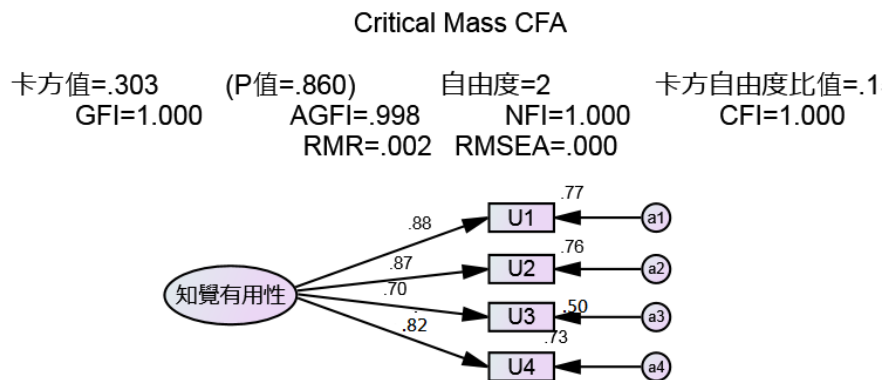 Critical Mass CFA
卡方值=.303 (P值=.860) 自由度=2 卡方自由度比值=.1
GFI=1.000 AGFI=.998 NFI=1.000 CFI=1.000
RMR=.002 RMSEA=.000
.77
.88 U1 a1
.76
.87 U2 a2
知覺有用性
.70 U3 .50 a3
.82 .73
U4 a4